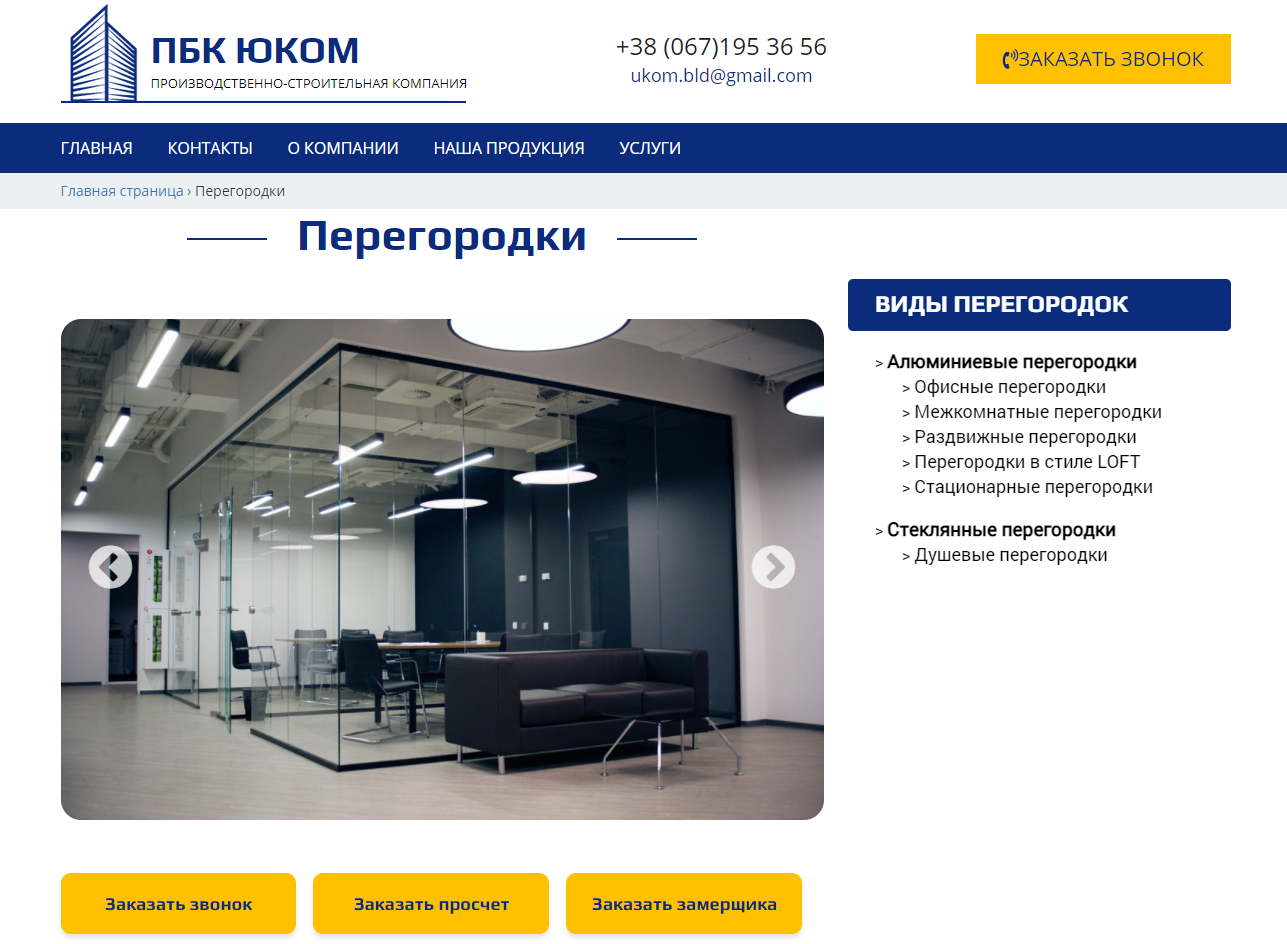 ПБК ЮКОМ
ПРОИЗВОДСТВЕННО-СТРОИТЕЛЬНАЯ КОМПАНИЯ
+38 (067)195 36 56
ukom.bld@gmail.com
ЗАКАЗАТЬ ЗВОНОК
ГЛАВНАЯ КОНТАКТЫ О КОМПАНИИ НАША ПРОДУКЦИЯ УСЛУГИ
Главная страница › Перегородки
Перегородки
ВИДЫ ПЕРЕГОРОДОК
> Алюминиевые перегородки
> Офисные перегородки
> Межкомнатные перегородки
> Раздвижные перегородки
> Перегородки в стиле LOFT
> Стационарные перегородки
> Стеклянные перегородки
> Душевые перегородки
Заказать звонок Заказать просчет Заказать замерщика